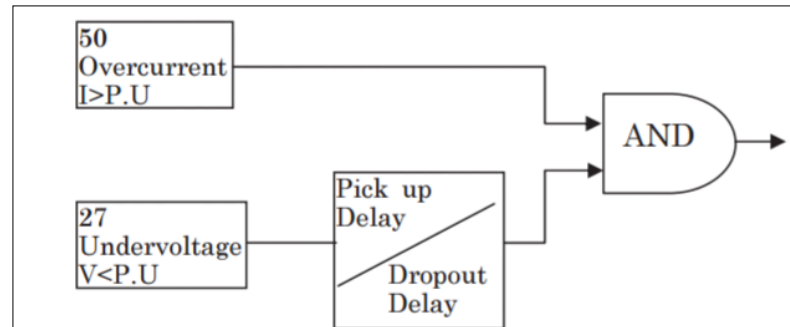 50
Overcurrent
I>P.U
AND
Pick up
Delay
27
Undervoltage
V<P.U
Dropout
Delay